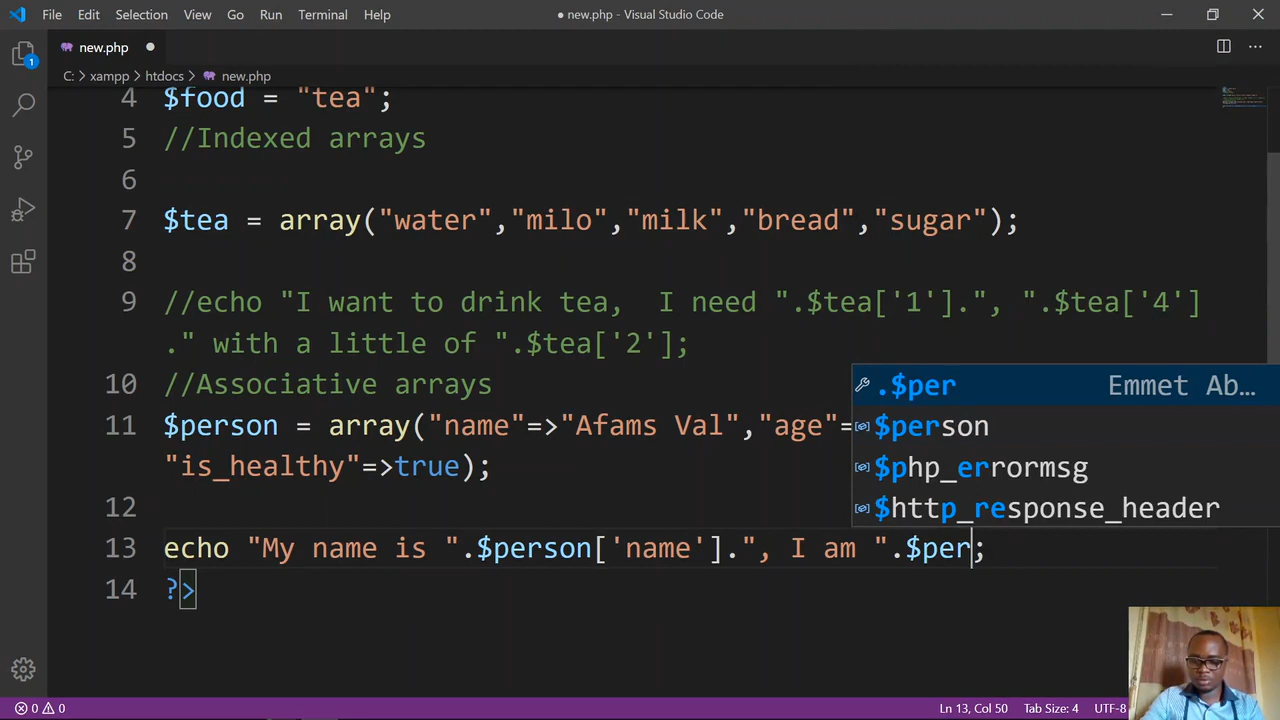 File Edit Selection View Go Run Terminal Help
● new.php - Visual Studio Code
new.php
C: > xampp > htdocs > new.php
4 $food = "tea";
5 //Indexed arrays
6
7 $tea = array("water","milo","milk","bread","sugar");
8
9 //echo "I want to drink tea,  I need ".$tea['1'].", ".$tea['4']
." with a little of ".$tea['2'];
10 //Associative arrays
11 $person = array("name"=>"Afams Val","age"=
"is_healthy"=>true);
12
13 echo "My name is ".$person['name'].", I am ".$per;
14 ?>
.$per Emmet Ab...
$person
$php_errormsg
$http_response_header
1
0 0
Ln 13, Col 50 Tab Size: 4 UTF-8